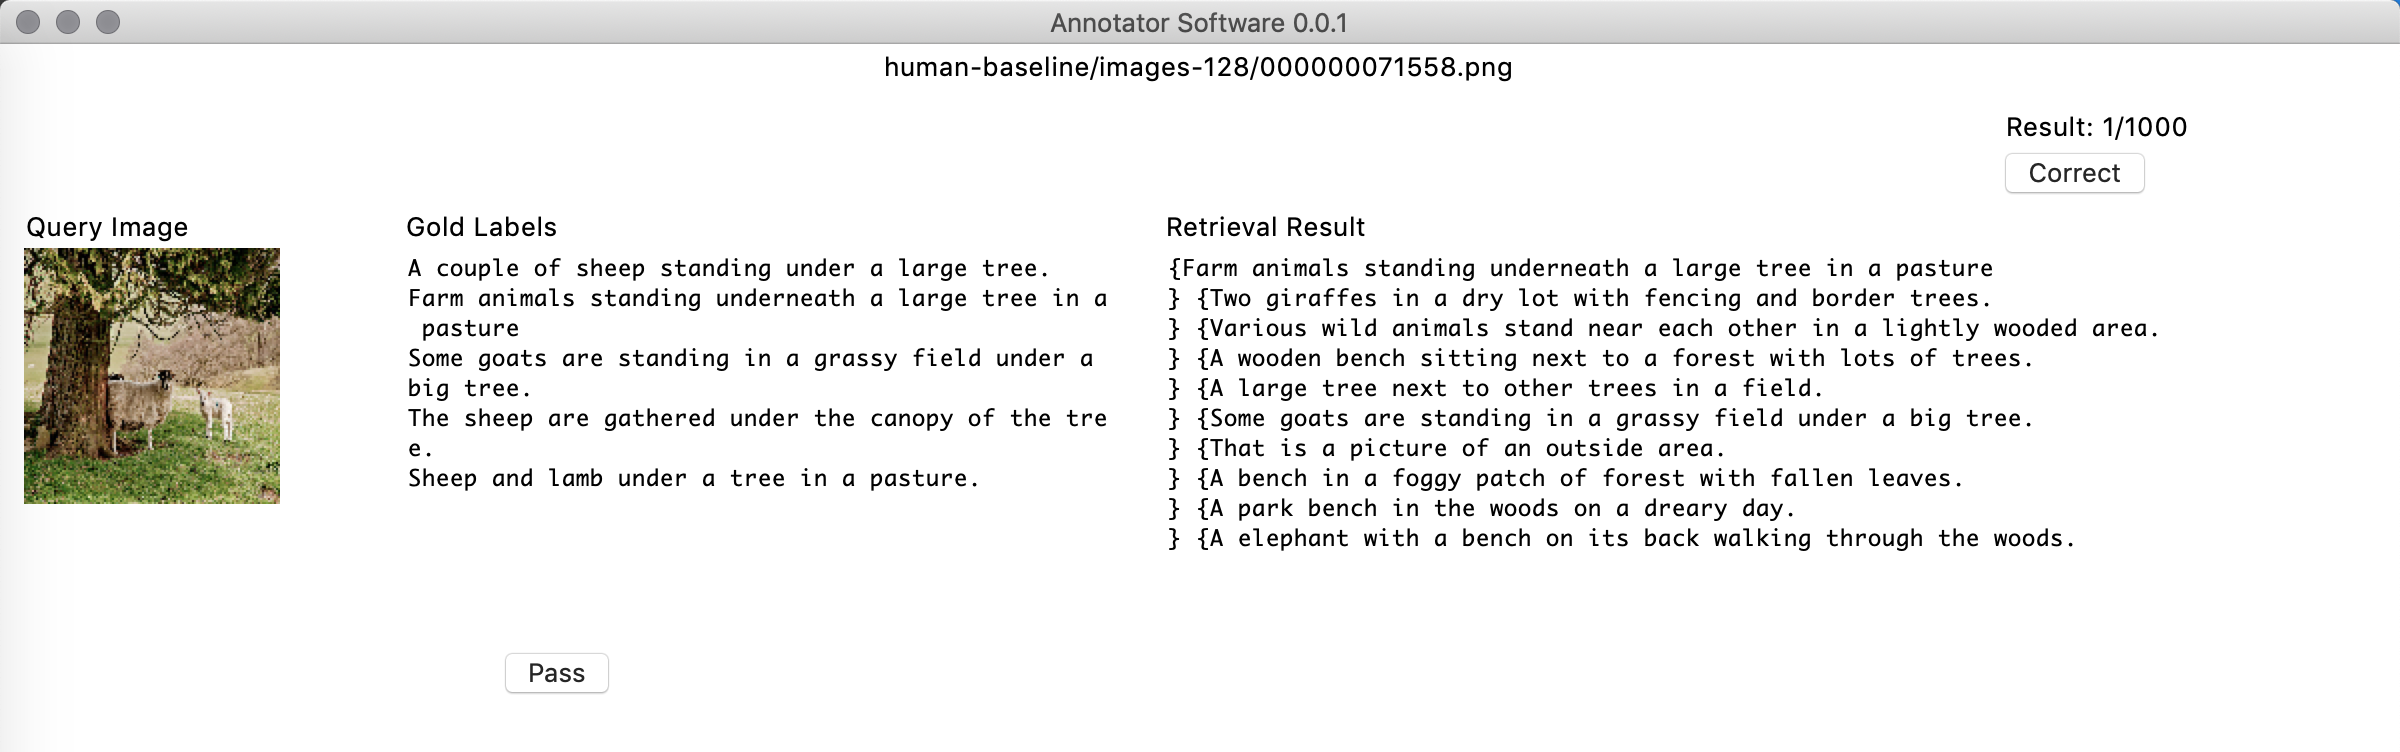 Annotator Software 0.0.1
human-baseline/images-128/000000071558.png
Result: 1/1000
Correct
Query Image
Gold Labels
A couple of sheep standing under a large tree.
Farm animals standing underneath a large tree in a
 pasture
Some goats are standing in a grassy field under a
big tree.
The sheep are gathered under the canopy of the tre
e.
Sheep and lamb under a tree in a pasture.
Retrieval Result
{Farm animals standing underneath a large tree in a pasture
} {Two giraffes in a dry lot with fencing and border trees.
} {Various wild animals stand near each other in a lightly wooded area.
} {A wooden bench sitting next to a forest with lots of trees.
} {A large tree next to other trees in a field.
} {Some goats are standing in a grassy field under a big tree.
} {That is a picture of an outside area.
} {A bench in a foggy patch of forest with fallen leaves.
} {A park bench in the woods on a dreary day.
} {A elephant with a bench on its back walking through the woods.
Pass